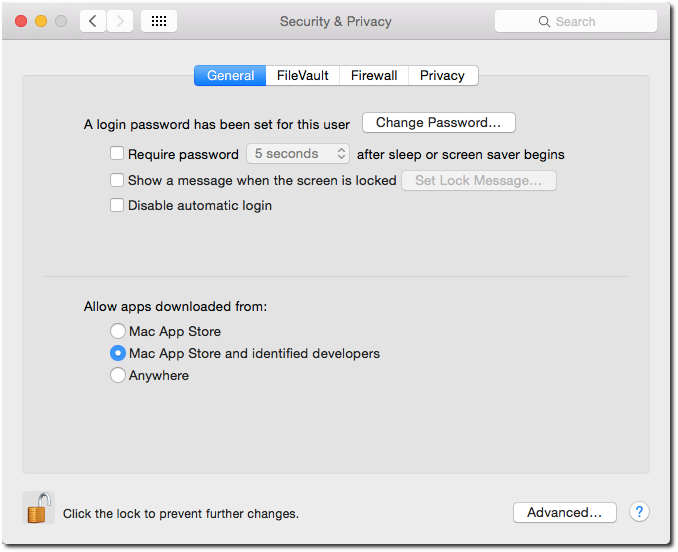 Security & Privacy
Search
General FileVault Firewall Privacy
A login password has been set for this user Change Password...
Require password 5 seconds after sleep or screen saver begins
Show a message when the screen is locked Set Lock Message...
Disable automatic login
Allow apps downloaded from:
Mac App Store
Mac App Store and identified developers
Anywhere
Click the lock to prevent further changes. Advanced... ?